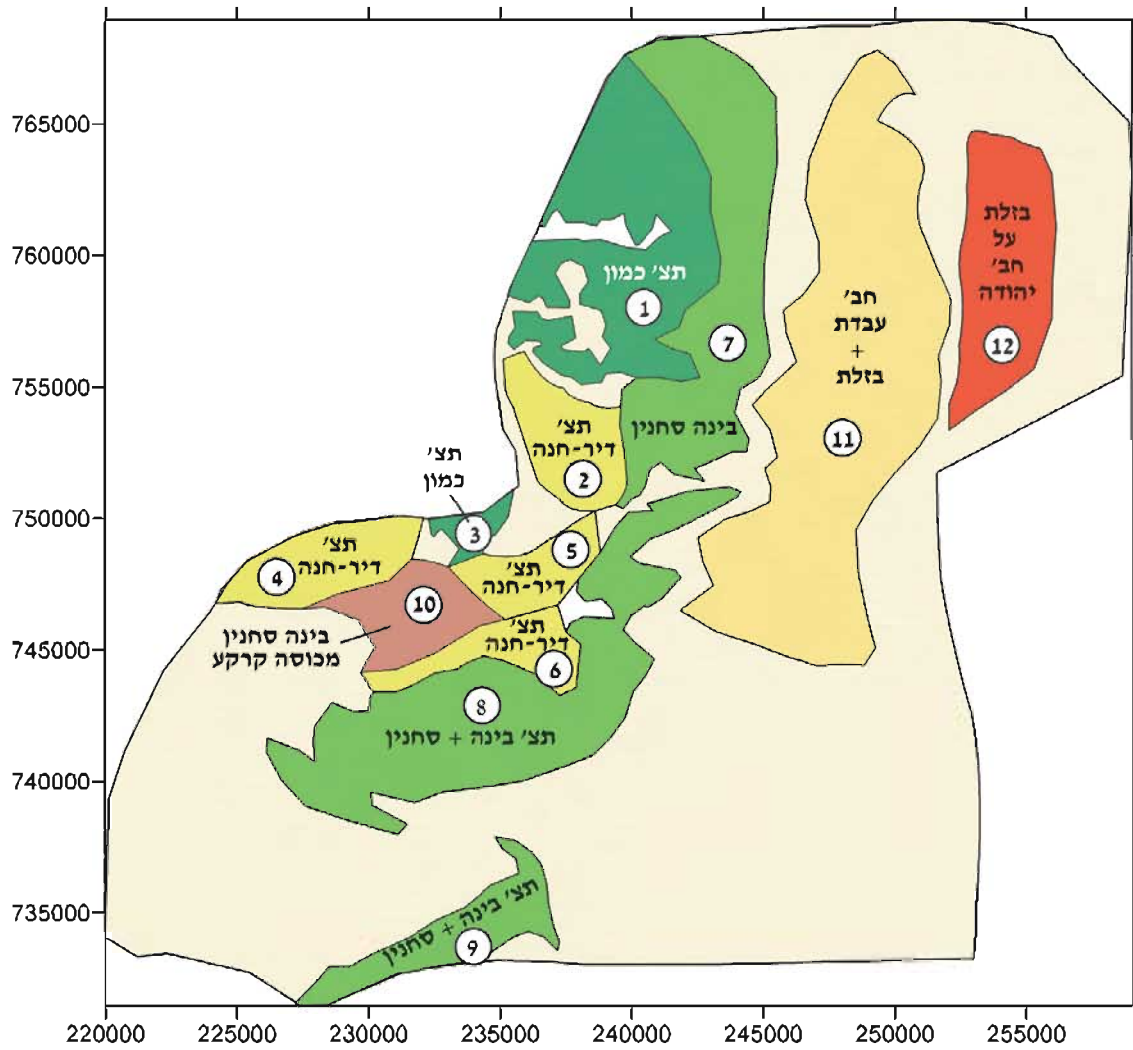 765000
760000
755000
750000
745000
740000
735000
220000
225000
230000
235000
240000
245000
250000
255000
תצ' כמון
1
7
בינה סחנין
תצ'
דיר-חנה
2
תצ'
כמון
3
תצ'
דיר-חנה
4
תצ'
דיר-חנה
5
תצ'
דיר-חנה
6
10
בינה סחנין
מכוסה קרקע
8
תצ' בינה + סחנין
תצ' בינה + סחנין
9
חב'
עבדת
+
בזלת
11
בזלת
על
חב'
יהודה
12